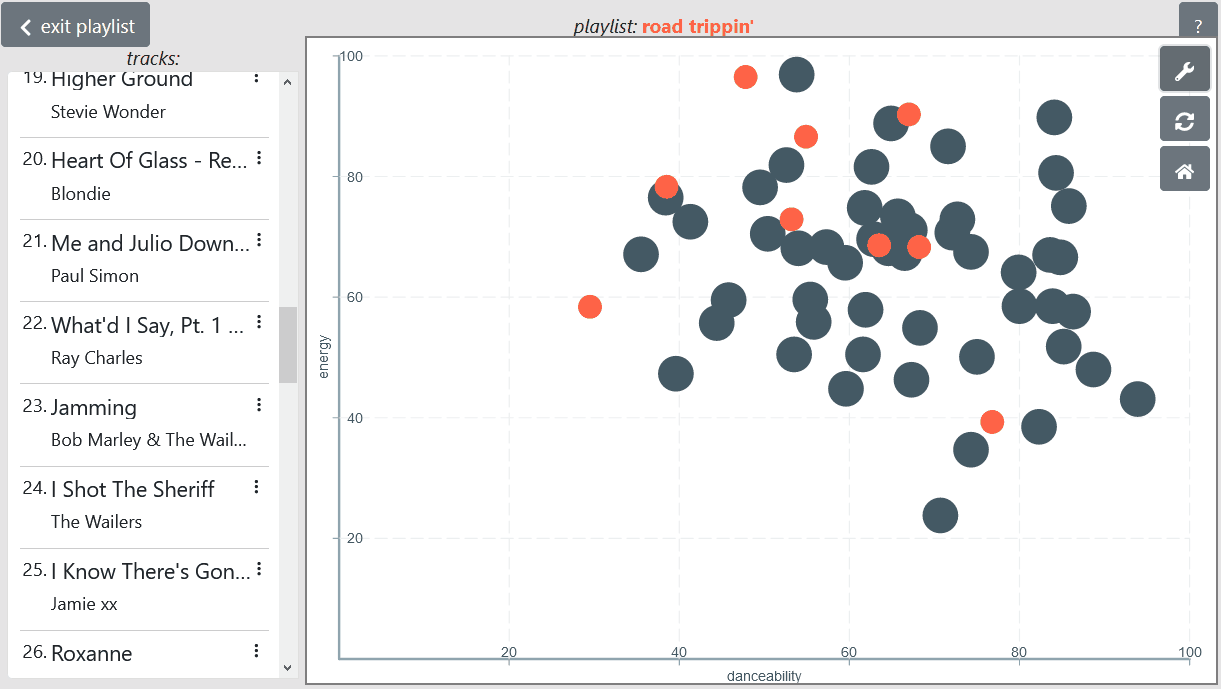 exit playlist
playlist: road trippin'
?
tracks:
19. Higher Ground
Stevie Wonder
20. Heart Of Glass - Re...
Blondie
21. Me and Julio Down...
Paul Simon
22. What'd I Say, Pt. 1 ...
Ray Charles
23. Jamming
Bob Marley & The Wail...
24. I Shot The Sheriff
The Wailers
25. I Know There's Gon...
Jamie xx
26. Roxanne
100
80
60
40
20
energy
20 40 60 80 100
danceability